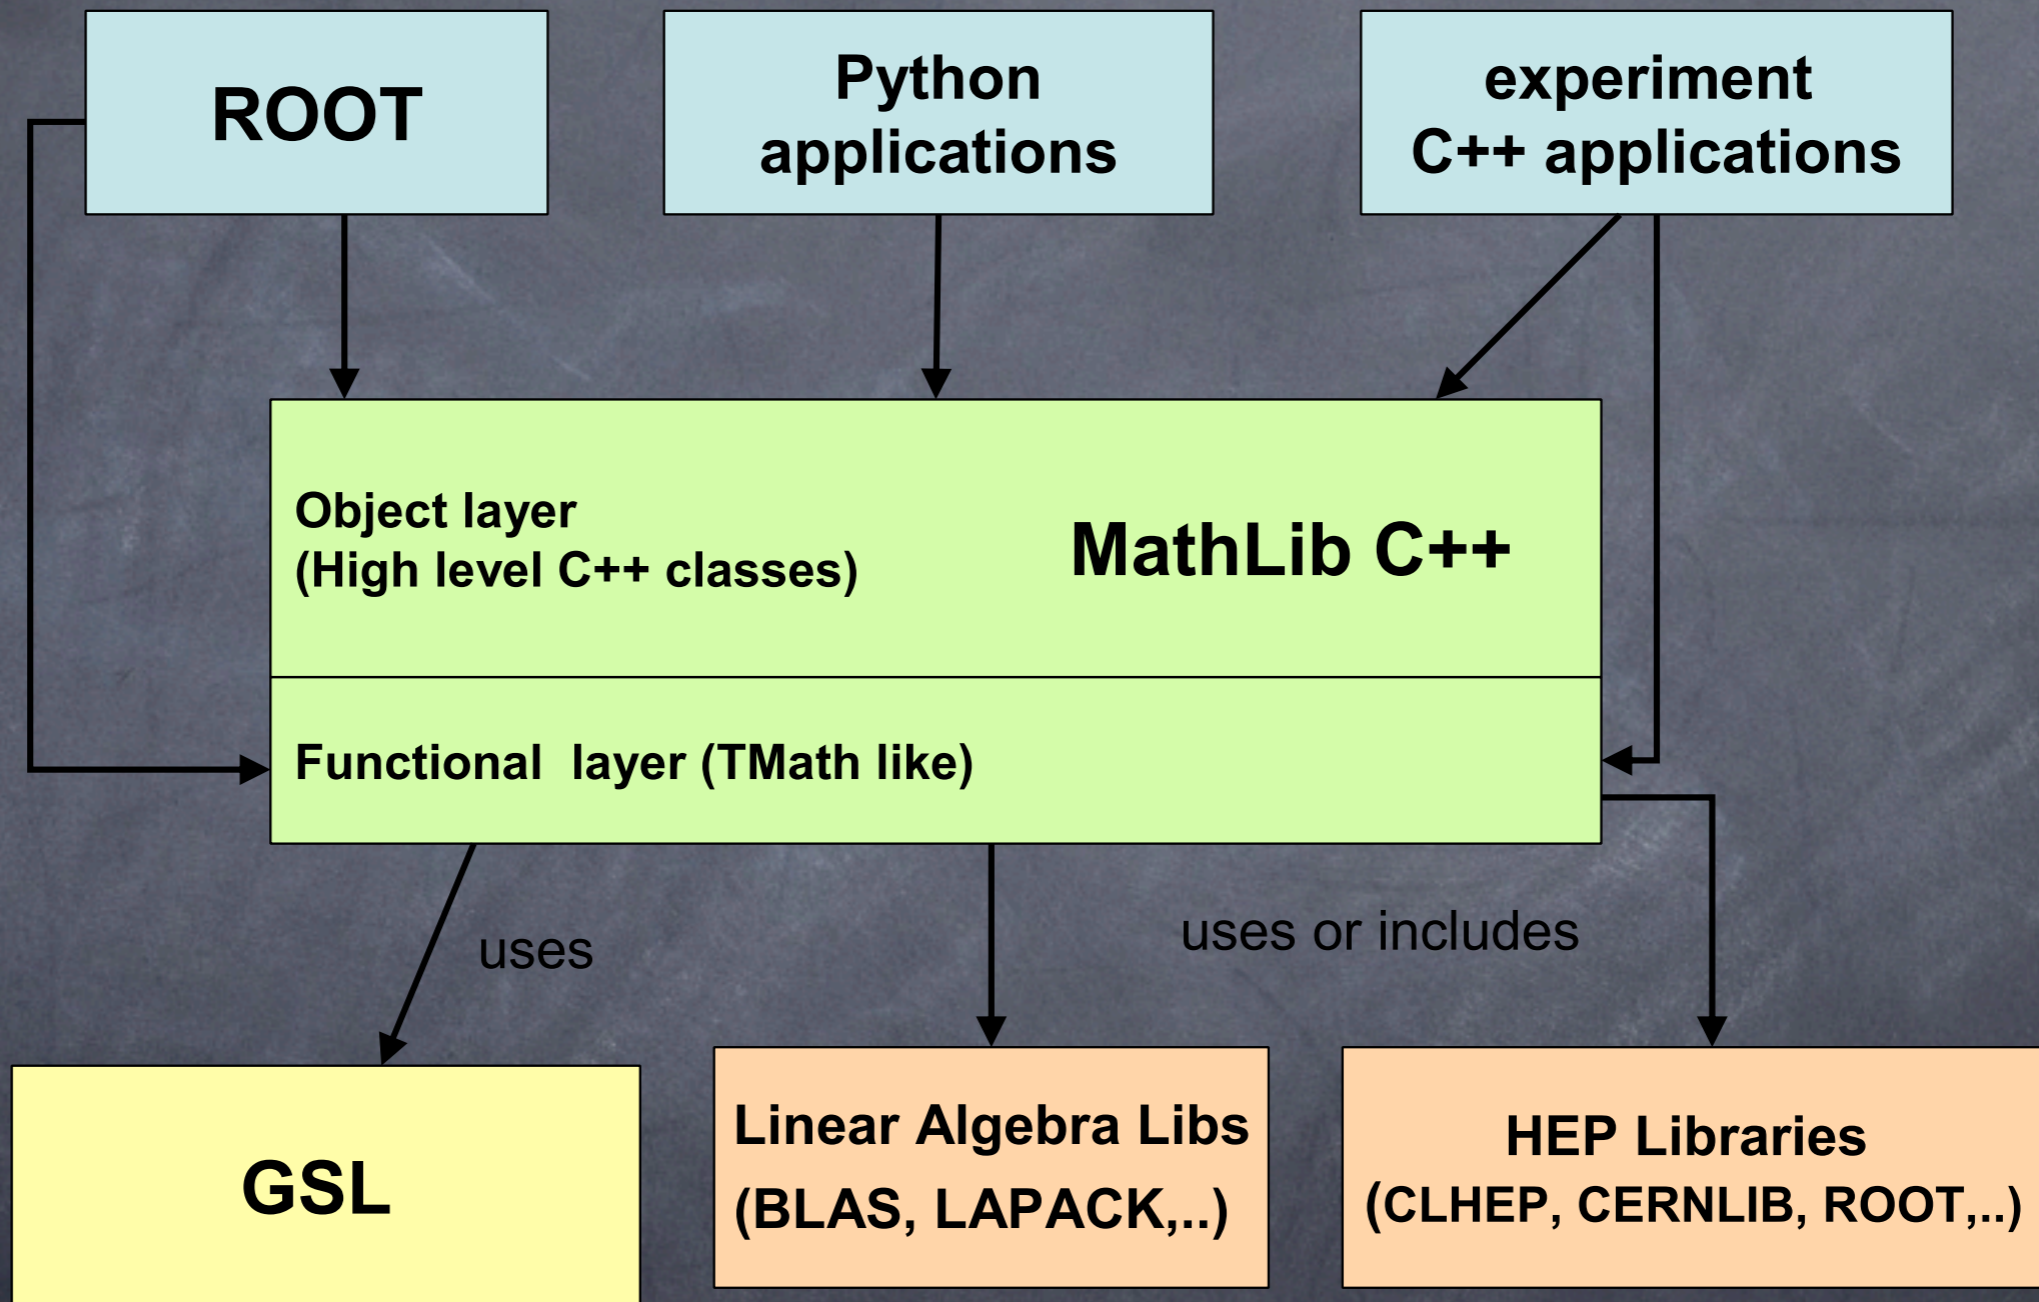 ROOT
Python
applications
experiment
C++ applications
Object layer
(High level C++ classes)
MathLib C++
Functional  layer (TMath like)
uses
uses or includes
GSL
Linear Algebra Libs
(BLAS, LAPACK,..)
HEP Libraries
(CLHEP, CERNLIB, ROOT,..)